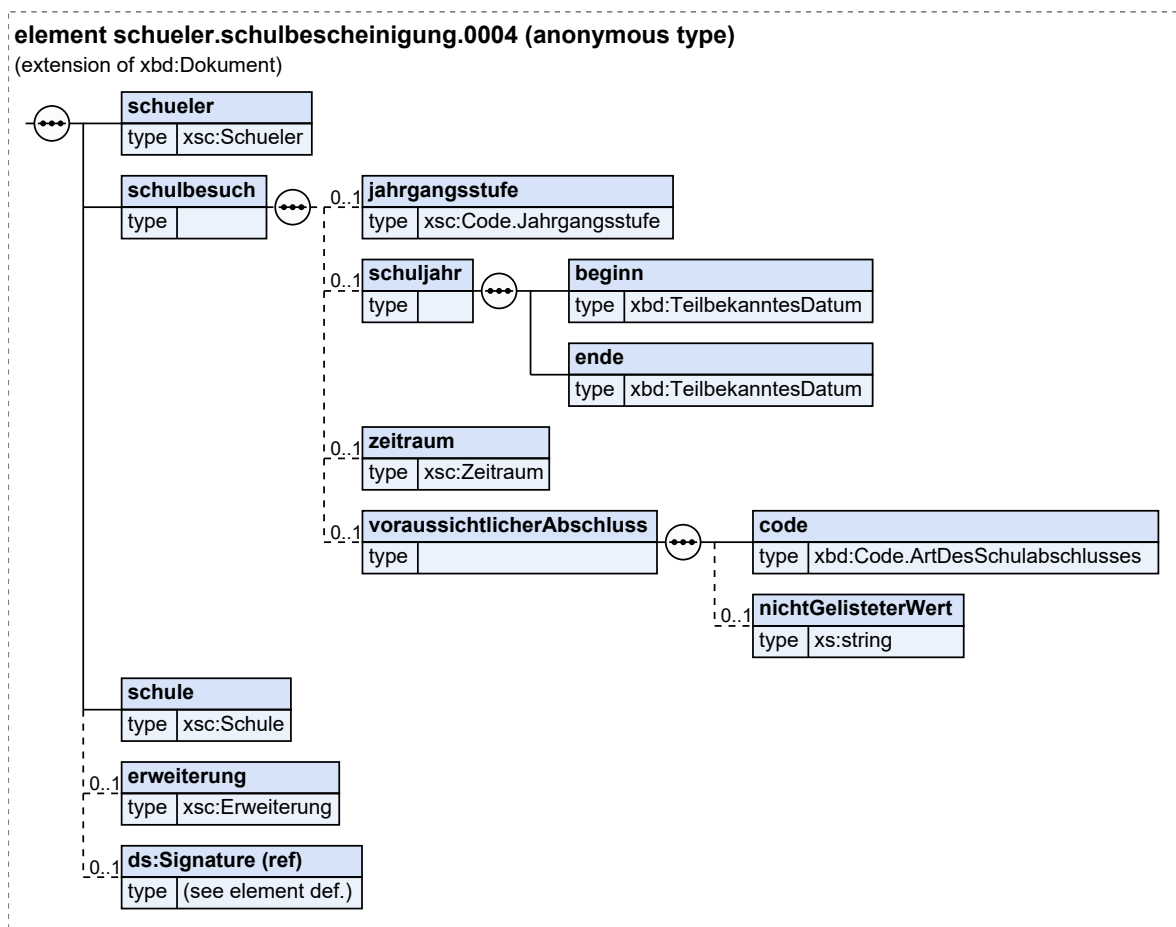 element schueler.schulbescheinigung.0004 (anonymous type)
(extension of xbd:Dokument)
schueler
type xsc:Schueler
schulbesuch
type
0..1 jahrgangsstufe
type xsc:Code.Jahrgangsstufe
0..1 schuljahr
type
beginn
type xbd:TeilbekanntesDatum
ende
type xbd:TeilbekanntesDatum
0..1 zeitraum
type xsc:Zeitraum
0..1 voraussichtlicherAbschluss
type
code
type xbd:Code.ArtDesSchulabschlusses
0..1 nichtGelisteterWert
type xs:string
schule
type xsc:Schule
0..1 erweiterung
type xsc:Erweiterung
0..1 ds:Signature (ref)
type (see element def.)